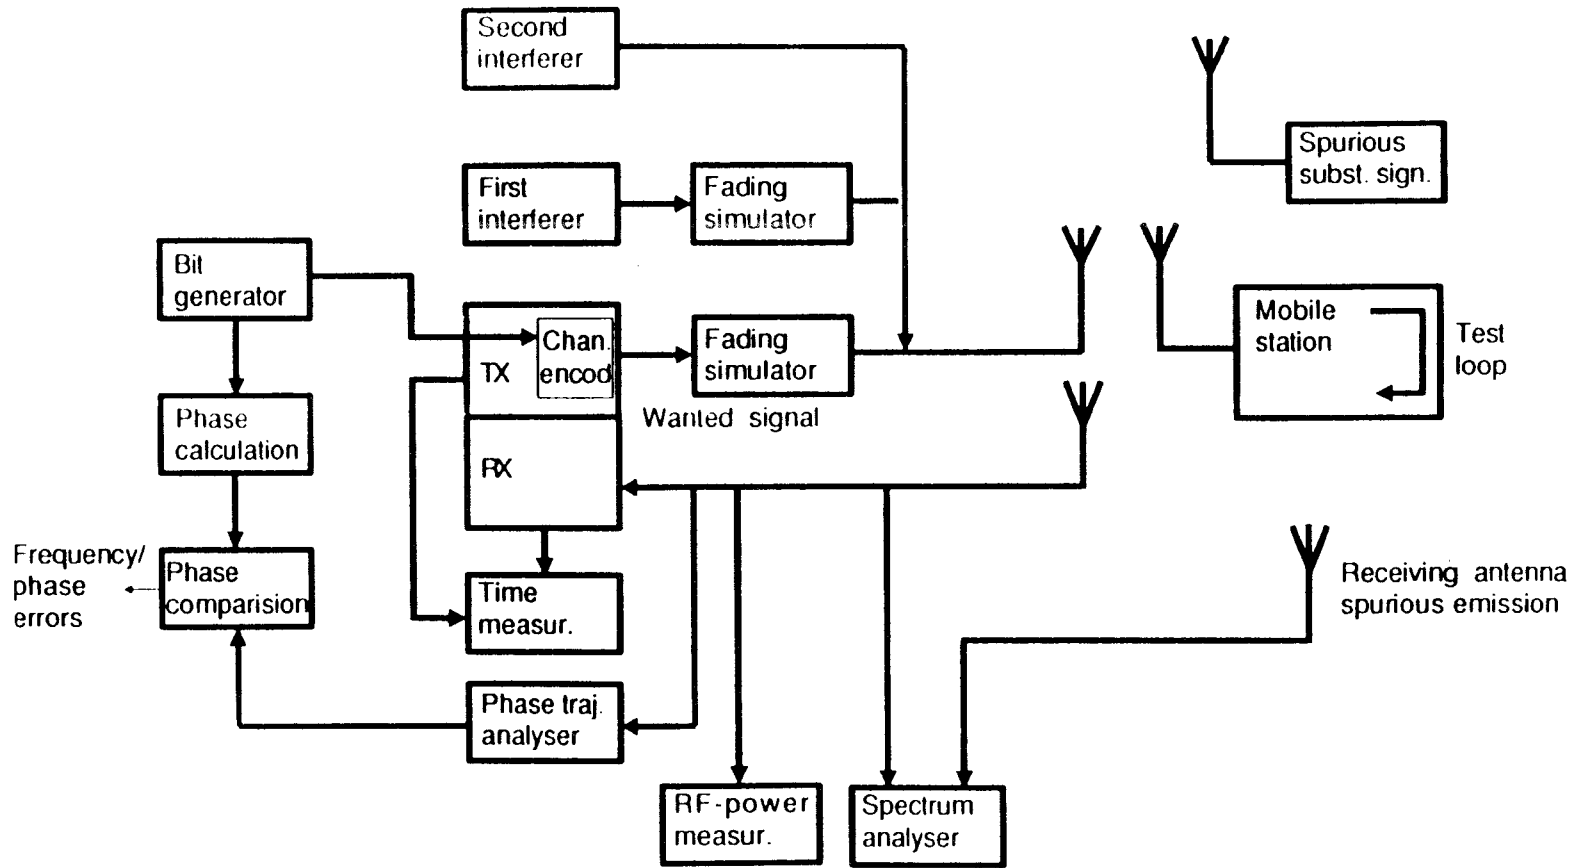 Second
interferer
Spurious
subst. sign.
First
interferer
Fading
simulator
Bit
generator
Mobile
station
Test
loop
TX
Chan.
encod
Fading
simulator
Wanted signal
Phase
calculation
RX
Frequency/
phase
errors
Phase
comparision
Time
measur.
Receiving antenna
spurious emission
Phase traj.
analyser
RF-power
measur.
Spectrum
analyser